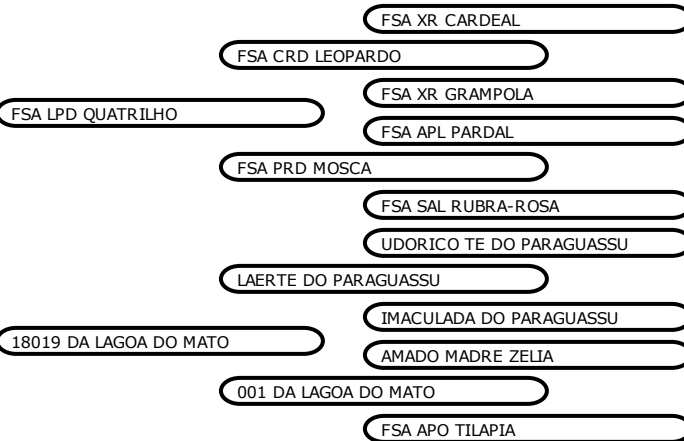 FSA XR CARDEAL
FSA CRD LEOPARDO
FSA XR GRAMPOLA
FSA LPD QUATRILHO
FSA APL PARDAL
FSA PRD MOSCA
FSA SAL RUBRA-ROSA
UDORICO TE DO PARAGUASSU
LAERTE DO PARAGUASSU
IMACULADA DO PARAGUASSU
18019 DA LAGOA DO MATO
AMADO MADRE ZELIA
001 DA LAGOA DO MATO
FSA APO TILAPIA